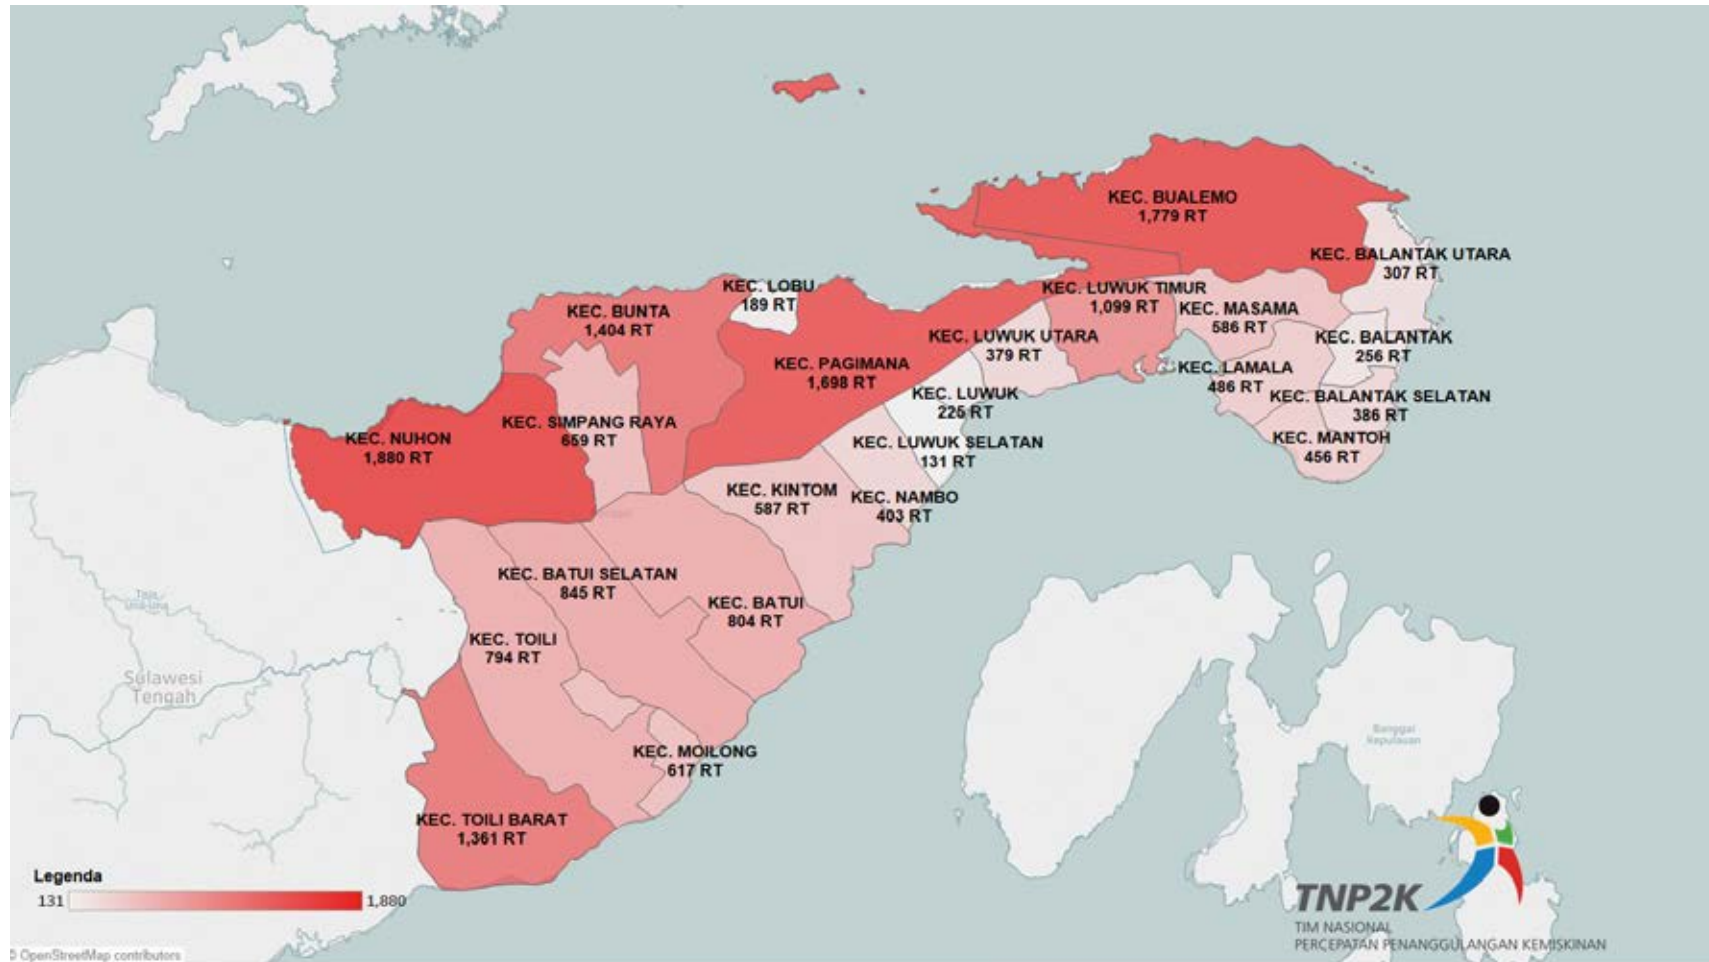 KEC. BUALEMO
1,779 RT
KEC. BALANTAK UTARA
307 RT
KEC. LOBU
189 RT
KEC. LUWUK TIMUR
1,099 RT
KEC. BUNTA
1,404 RT
KEC. MASAMA
586 RT
KEC. LUWUK UTARA
379 RT
KEC. BALANTAK
256 RT
KEC. PAGIMANA
1,698 RT
KEC. LAMALA
486 RT
KEC. LUWUK
225 RT
KEC. BALANTAK SELATAN
386 RT
KEC. SIMPANG RAYA
659 RT
KEC. NUHON
1,880 RT
KEC. LUWUK SELATAN
131 RT
KEC. MANTOH
456 RT
KEC. KINTOM
587 RT
KEC. NAMBO
403 RT
KEC. BATUI SELATAN
845 RT
KEC. BATUI
804 RT
KEC. TOILI
794 RT
Sulawesi
Tengah
Banggai
Kepulauan
KEC. MOILONG
617 RT
KEC. TOILI BARAT
1,361 RT
Legenda
131
1,880
TNP2K
TIM NASIONAL
PERCEPATAN PENANGGULANGAN KEMISKINAN
© OpenStreetMap contributors